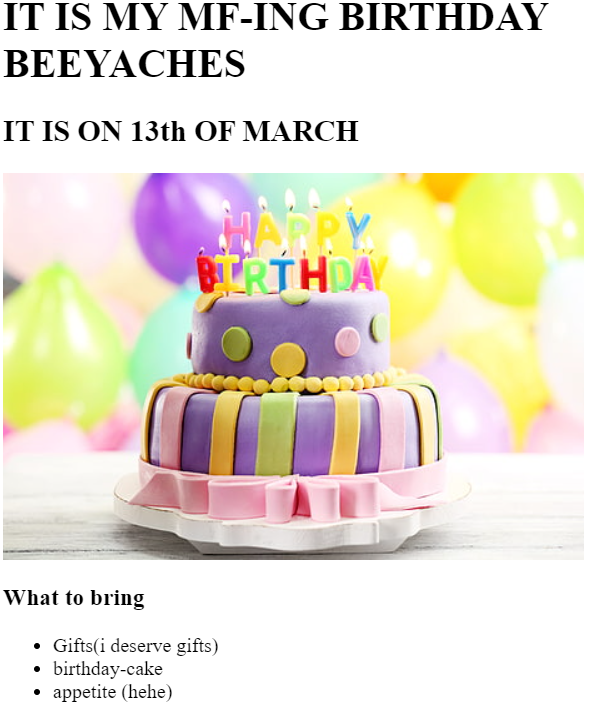 IT IS MY MF-ING BIRTHDAY
BEEYACHES
IT IS ON 13th OF MARCH
HAPPY
BIRTHDAY
What to bring
Gifts(i deserve gifts)
birthday-cake
appetite (hehe)